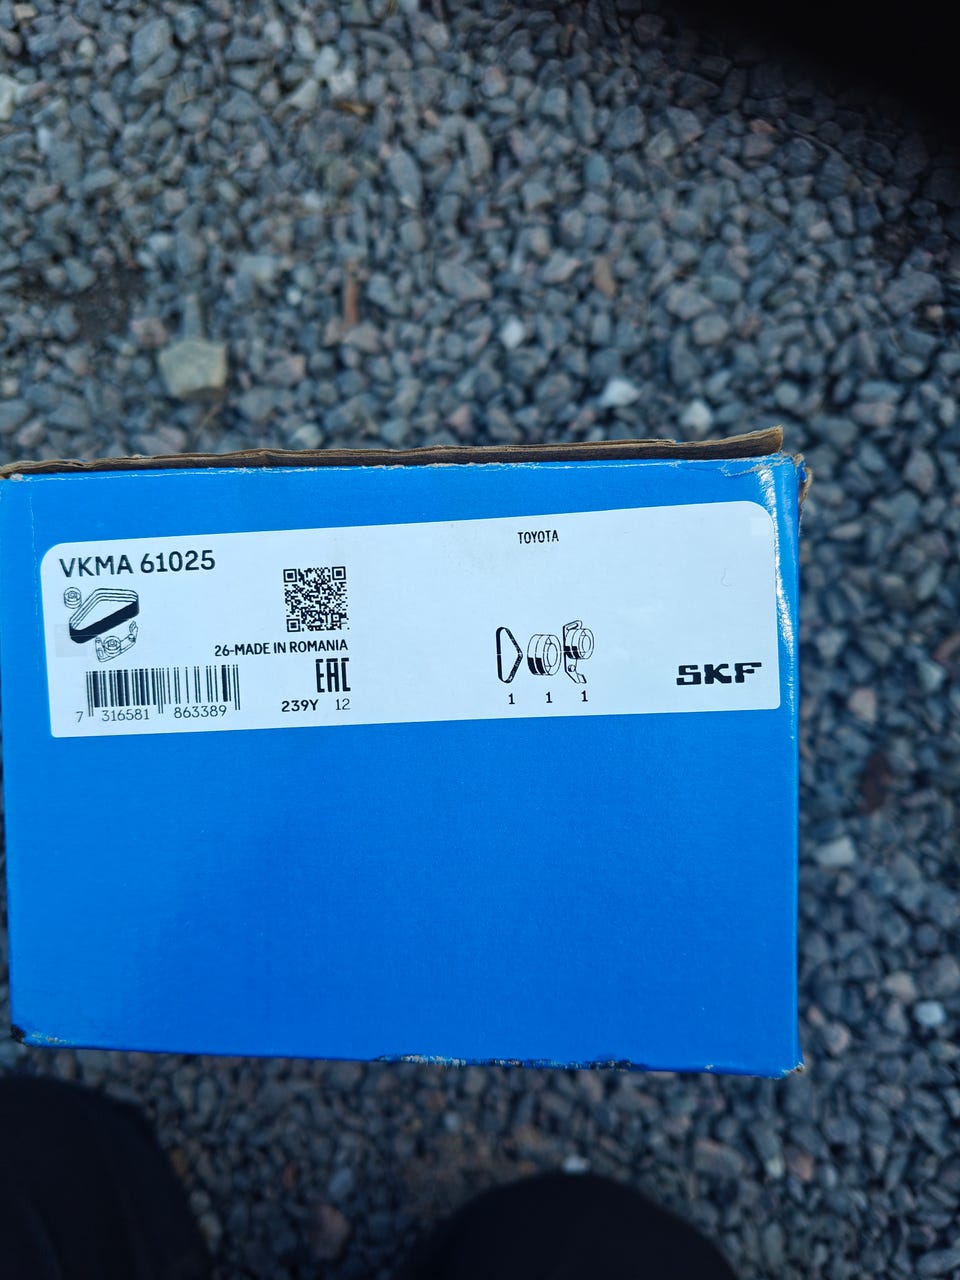 VKMA 61025
TOYOTA
26-MADE IN ROMANIA
EAC
239Y 12
7 316581 863389
1 1 1
SKF